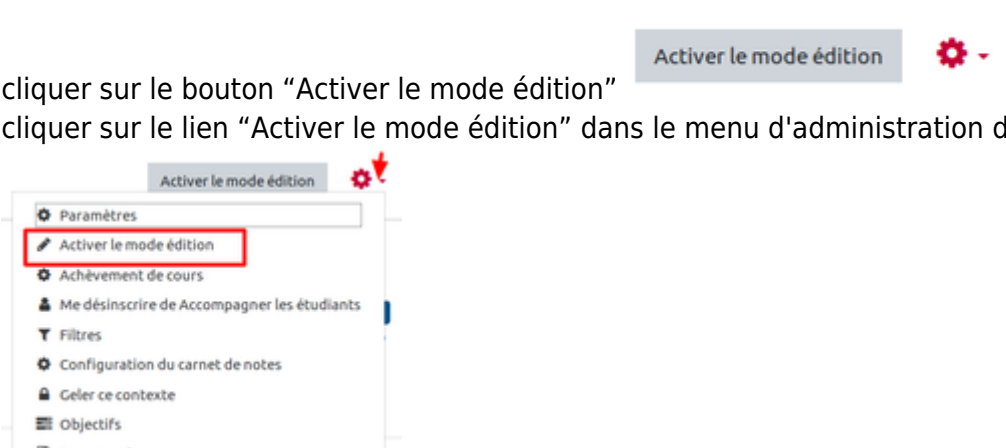 Activer le mode édition
cliquer sur le bouton “Activer le mode édition”
cliquer sur le lien “Activer le mode édition” dans le menu d'administration
Activer le mode édition
Paramètres
Activer le mode édition
Achèvement de cours
Me désinscrire de Accompagner les étudiants
Filtres
Configuration du carnet de notes
Geler ce contexte
Objectifs